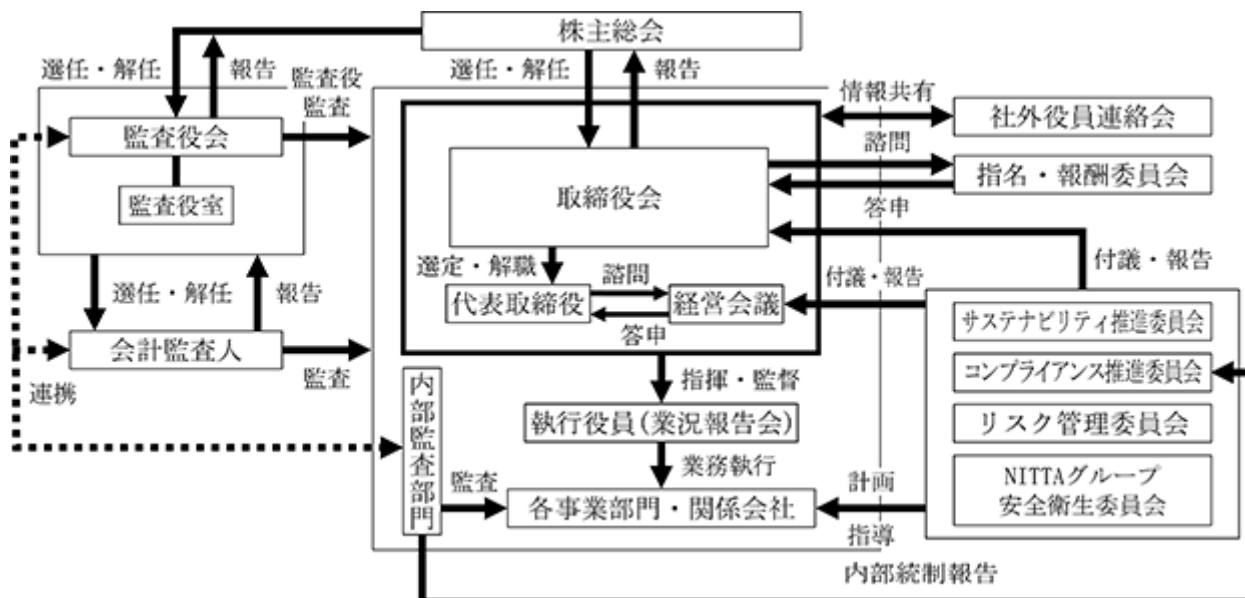 株主総会
選任・解任
報告
監査役
監査
選任・解任
報告
情報共有
社外役員連絡会
監査役会
諮問
指名・報酬委員会
答申
監査役室
取締役会
付議・報告
選定・解職
諮問
付議・報告
代表取締役
経営会議
答申
選任・解任
報告
サステナビリティ推進委員会
会計監査人
監査
コンプライアンス推進委員会
連携
指揮・監督
内部監査部門
執行役員(業況報告会)
リスク管理委員会
業務執行
監査
計画
NITTAグループ
安全衛生委員会
各事業部門・関係会社
指導
内部統制報告